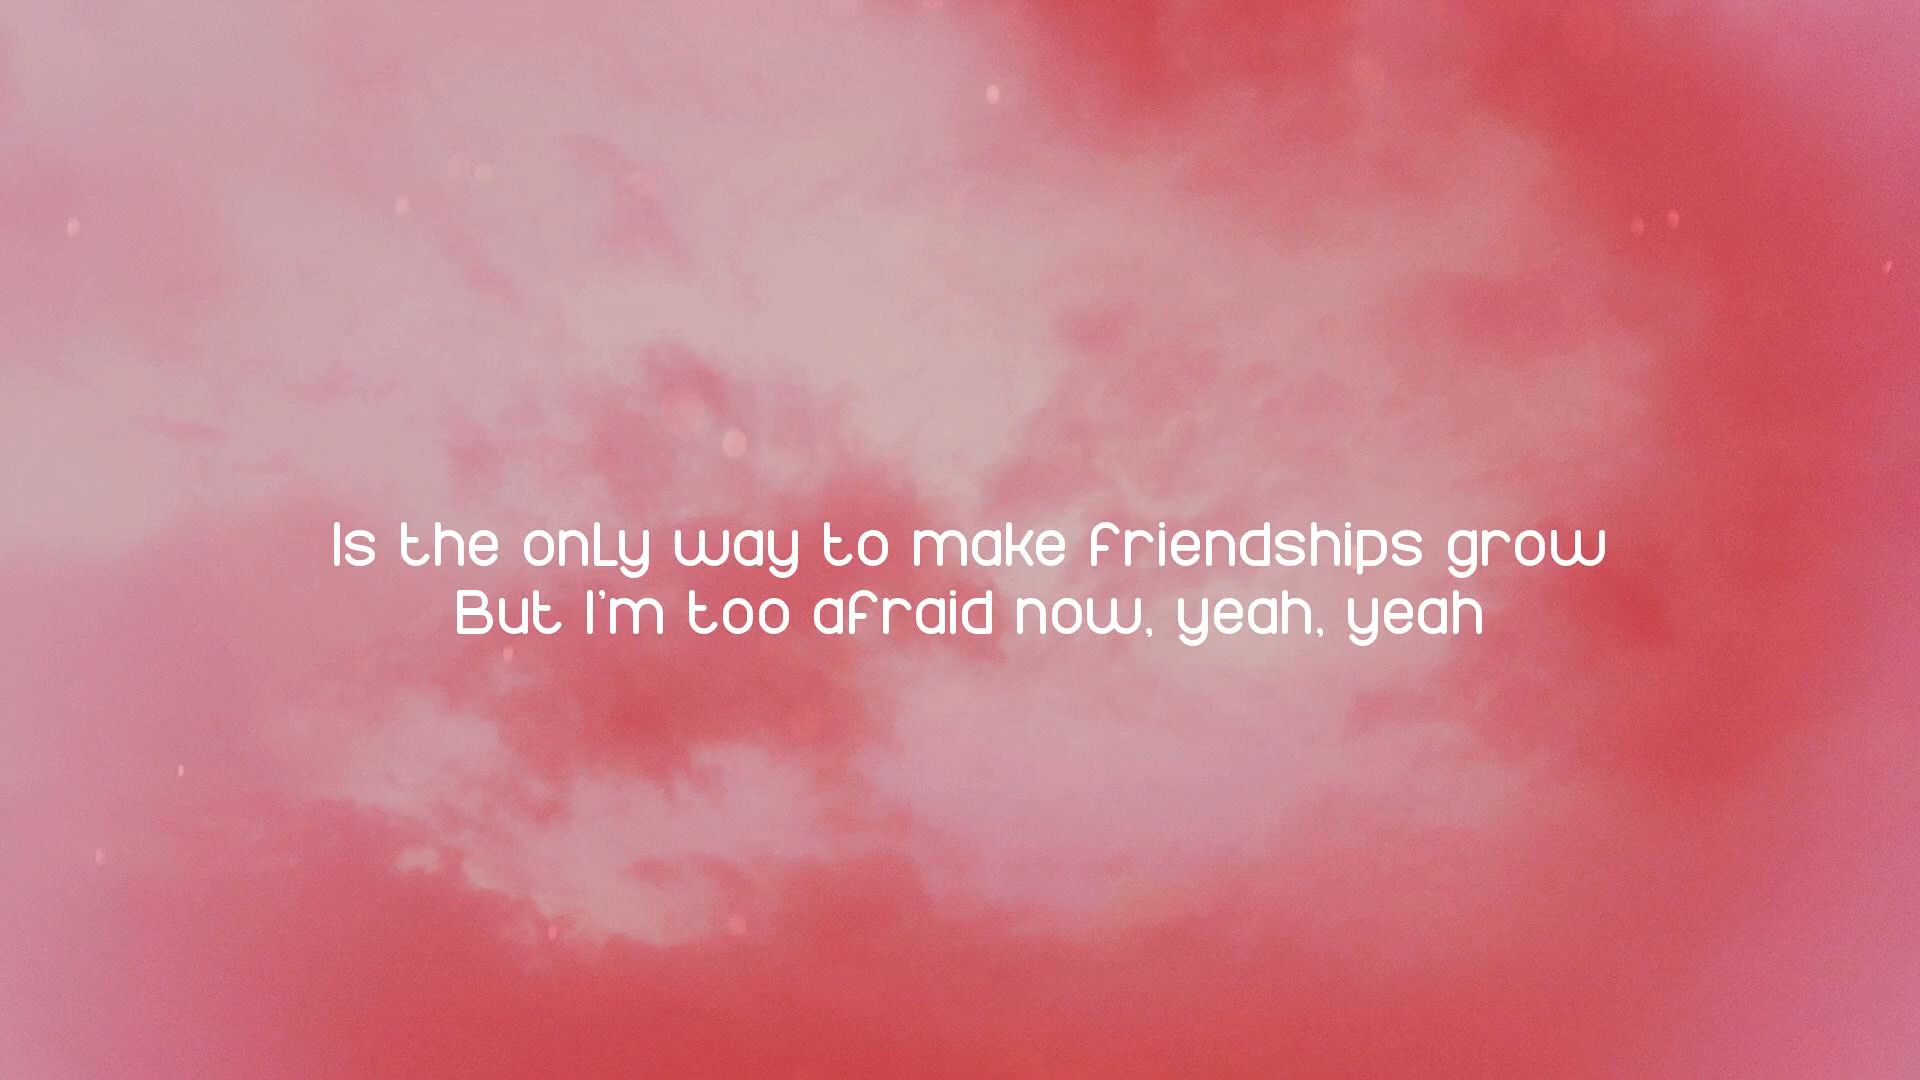 Is the only way to make friendships grow
But I'm too afraid now, yeah, yeah